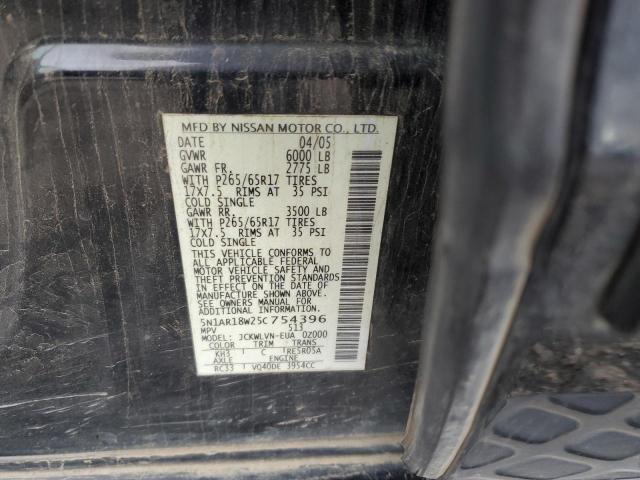 MFD BY NISSAN MOTOR CO., LTD.
DATE 04/05
GVWR 6000 LB
GAWR FR. 2775 LB
WITH P265/65R17 TIRES
17X7.5 RIMS AT 35 PSI
COLD SINGLE
GAWR RR. 3500 LB
WITH P265/65R17 TIRES
17X7.5 RIMS AT 35 PSI
COLD SINGLE
THIS VEHICLE CONFORMS TO
ALL APPLICABLE FEDERAL
MOTOR VEHICLE SAFETY AND
THEFT PREVENTION STANDARDS
IN EFFECT ON THE DATE OF
MANUFACTURE SHOWN ABOVE.
SEE OWNERS MANUAL FOR
ADDITIONAL INFORMATION.
5N1AR18W25C754396
MPV 513
MODEL: JCKWLVN-EUA 0Z000
COLOR TRIM TRANS
KH3 C RE5R05A
AXLE ENGINE
RC33 VQ40DE 3954CC